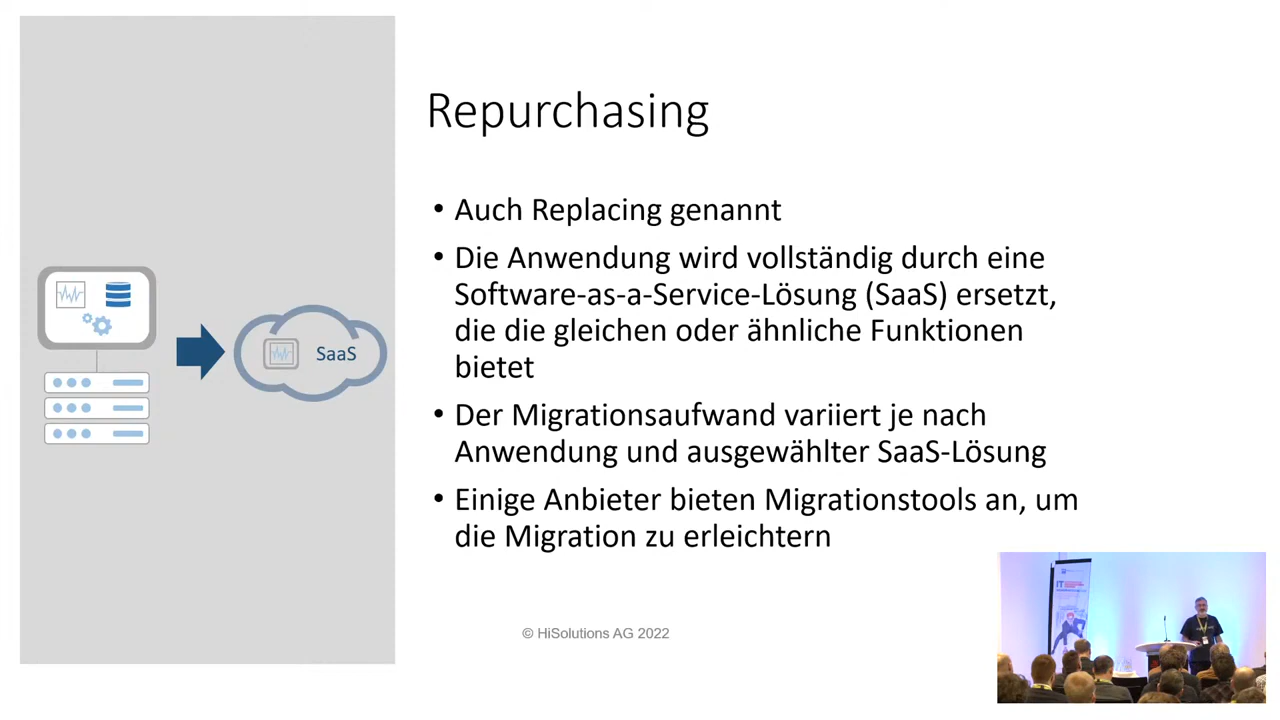 Repurchasing
• Auch Replacing genannt
• Die Anwendung wird vollständig durch eine
Software-as-a-Service-Lösung (SaaS) ersetzt,
die die gleichen oder ähnliche Funktionen
bietet
• Der Migrationsaufwand variiert je nach
Anwendung und ausgewählter SaaS-Lösung
• Einige Anbieter bieten Migrationstools an, um
die Migration zu erleichtern
SaaS
© HiSolutions AG 2022
IT